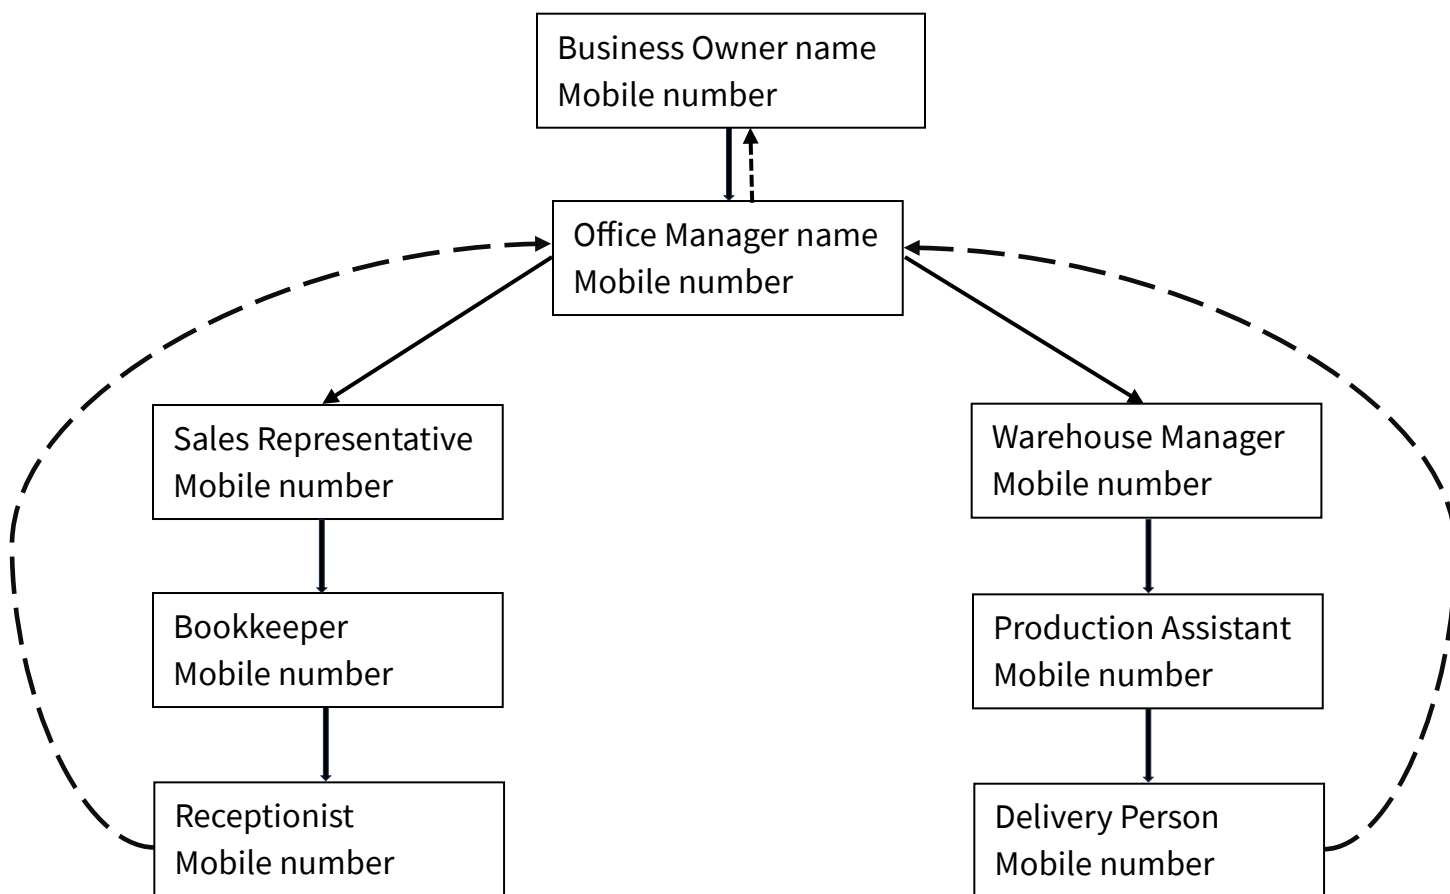 Business Owner name
Mobile number
Office Manager name
Mobile number
Sales Representative
Mobile number
Warehouse Manager
Mobile number
Bookkeeper
Mobile number
Production Assistant
Mobile number
Receptionist
Mobile number
Delivery Person
Mobile number